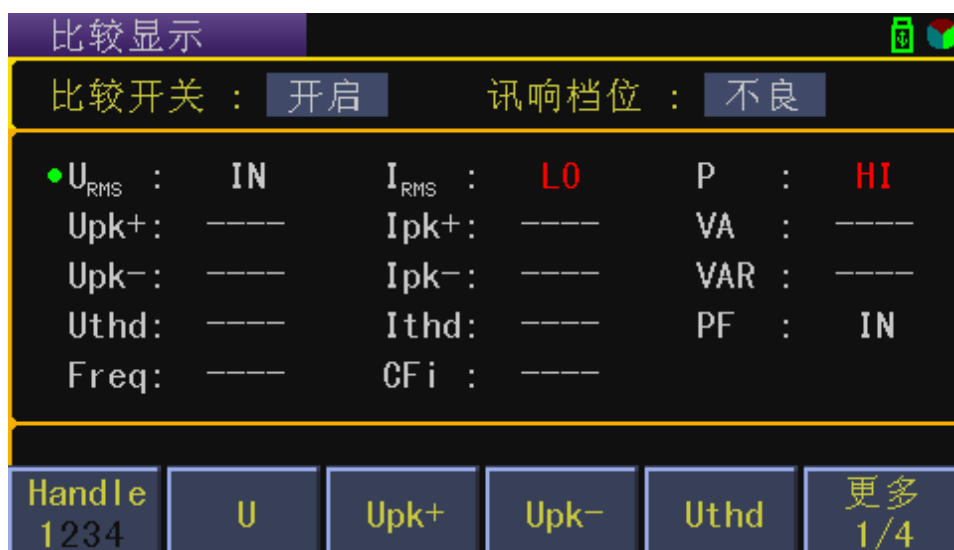 比较显示
比较开关 : 开启 讯响档位 : 不良
URMS : IN IRMS : LO P : HI
Upk+: ---- Ipk+: ---- VA : ----
Upk-: ---- Ipk-: ---- VAR : ----
Uthd: ---- Ithd: ---- PF : IN
Freq: ---- CFi : ----
Handle 1234 U Upk+ Upk- Uthd 更多 1/4